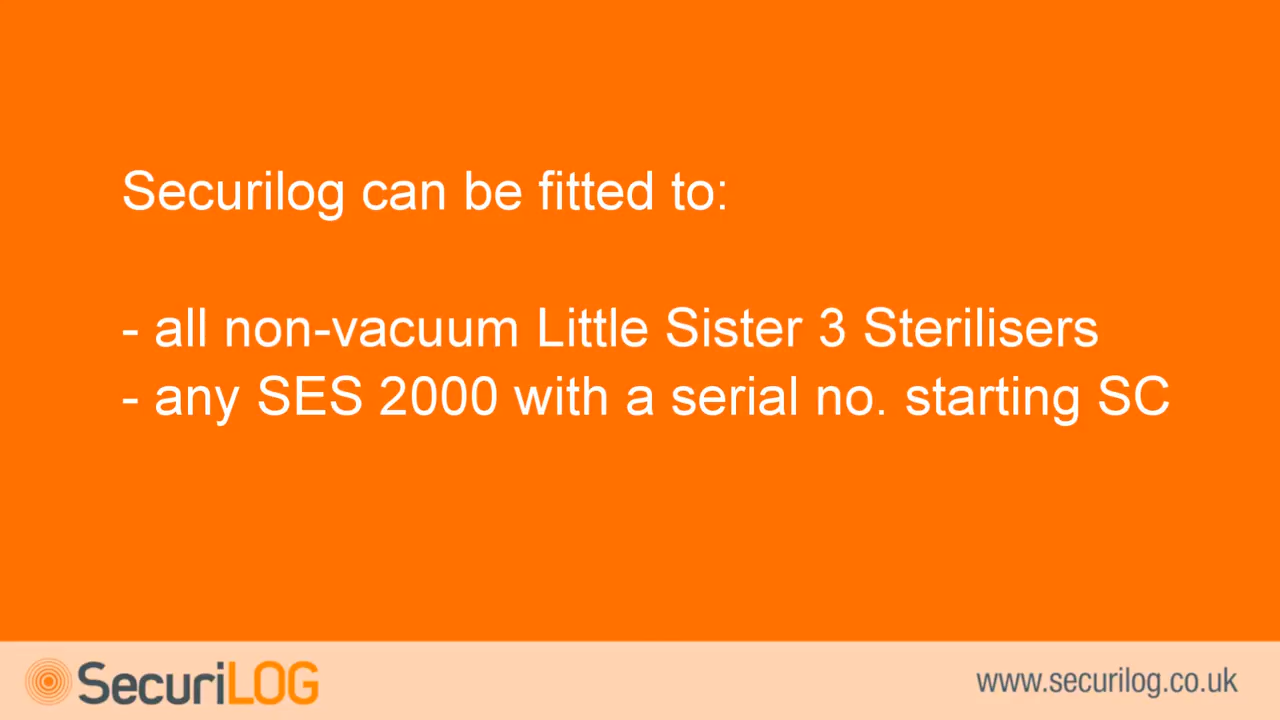 Securilog can be fitted to:
- all non-vacuum Little Sister 3 Sterilisers
- any SES 2000 with a serial no. starting SC
SecuriLOG
www.securilog.co.uk